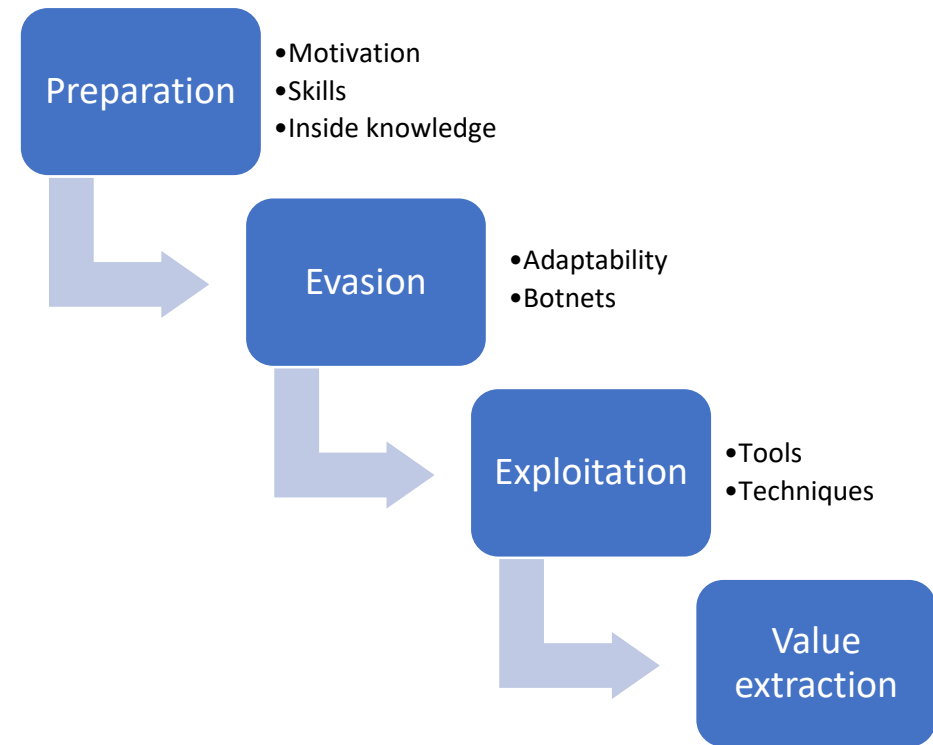 Preparation
•Motivation
•Skills
•Inside knowledge
Evasion
•Adaptability
•Botnets
Exploitation
•Tools
•Techniques
Value
extraction